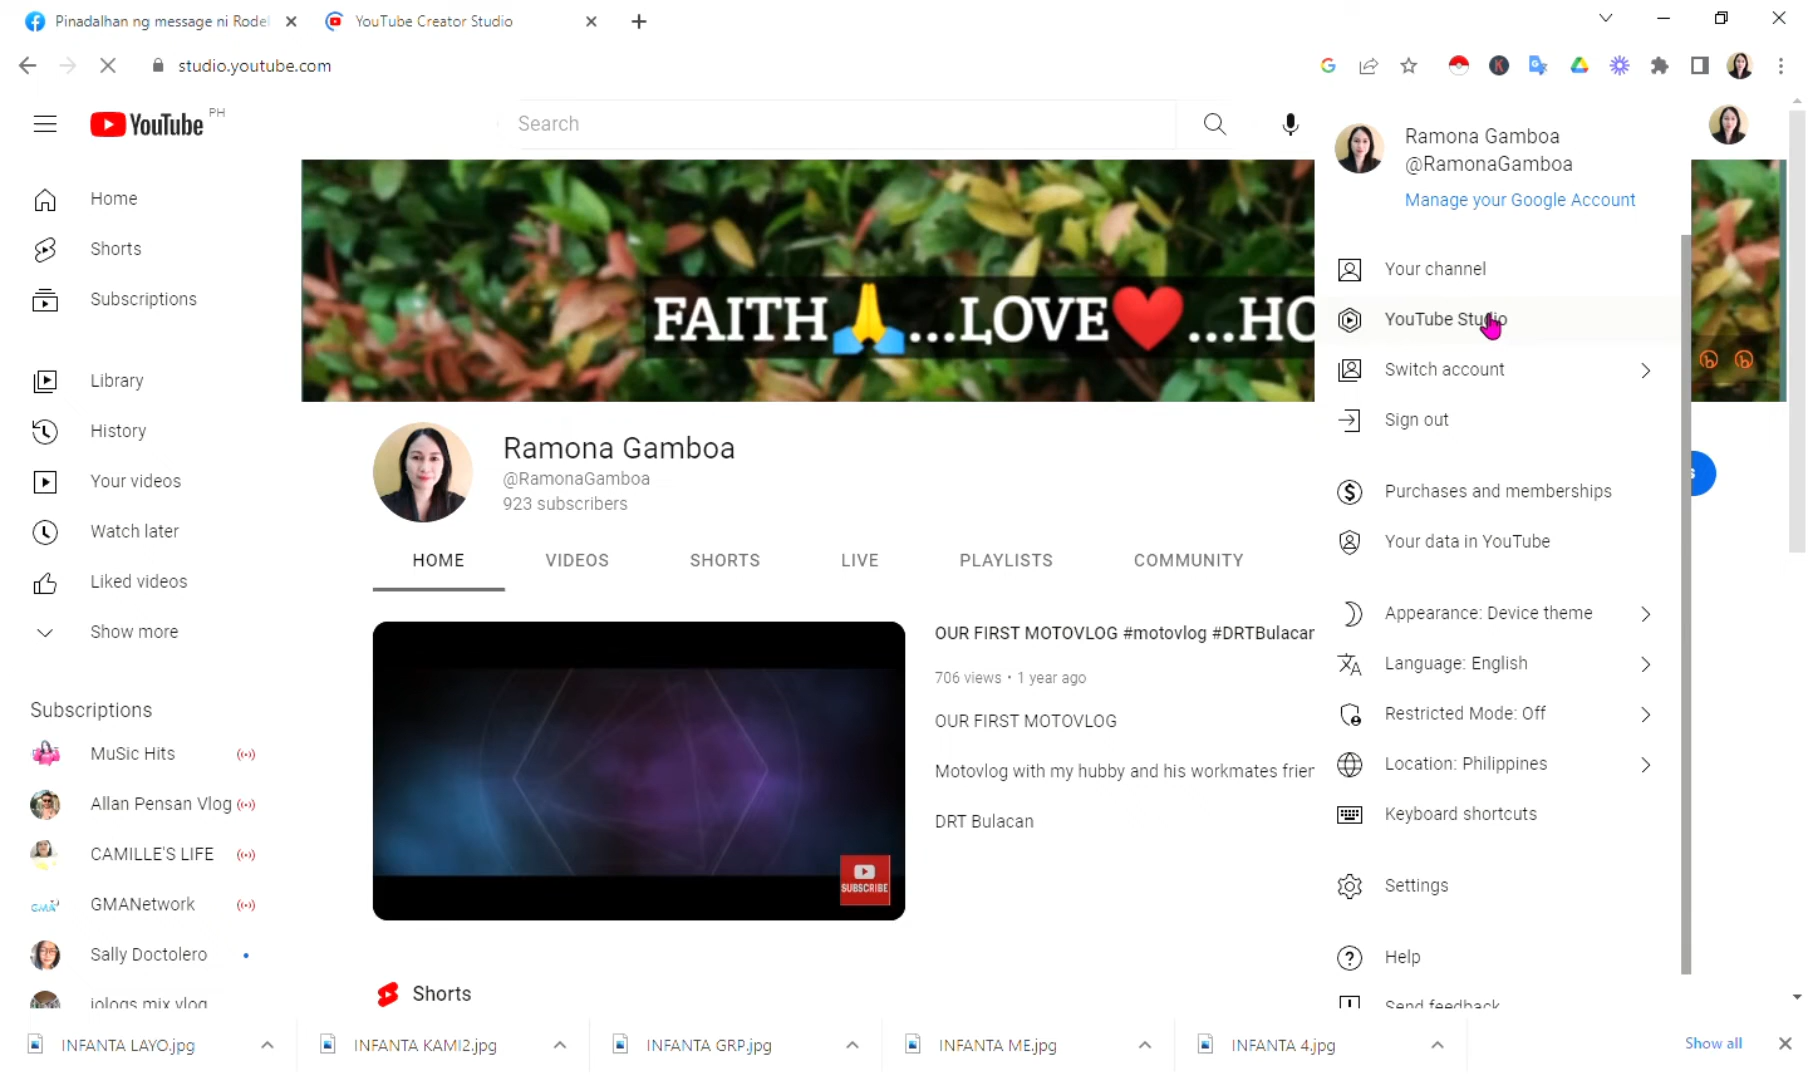 Pinadalhan ng message ni Rodel
YouTube Creator Studio
studio.youtube.com
YouTube PH
Search
Home
Shorts
Subscriptions
Library
History
Your videos
Watch later
Liked videos
Show more
Subscriptions
MuSic Hits
Allan Pensan Vlog
CAMILLE'S LIFE
GMANetwork
Sally Doctolero
jologs mix vlog
FAITH🙏...LOVE❤️...HO
Ramona Gamboa
@RamonaGamboa
923 subscribers
HOME
VIDEOS
SHORTS
LIVE
PLAYLISTS
COMMUNITY
SUBSCRIBE
OUR FIRST MOTOVLOG #motovlog #DRTBulacan
706 views • 1 year ago
OUR FIRST MOTOVLOG
Motovlog with my hubby and his workmates frien
DRT Bulacan
Shorts
Ramona Gamboa
@RamonaGamboa
Manage your Google Account
Your channel
YouTube Studio
Switch account
Sign out
Purchases and memberships
Your data in YouTube
Appearance: Device theme
Language: English
Restricted Mode: Off
Location: Philippines
Keyboard shortcuts
Settings
Help
Send feedback
INFANTA LAYO.jpg
INFANTA KAMI2.jpg
INFANTA GRP.jpg
INFANTA ME.jpg
INFANTA 4.jpg
Show all